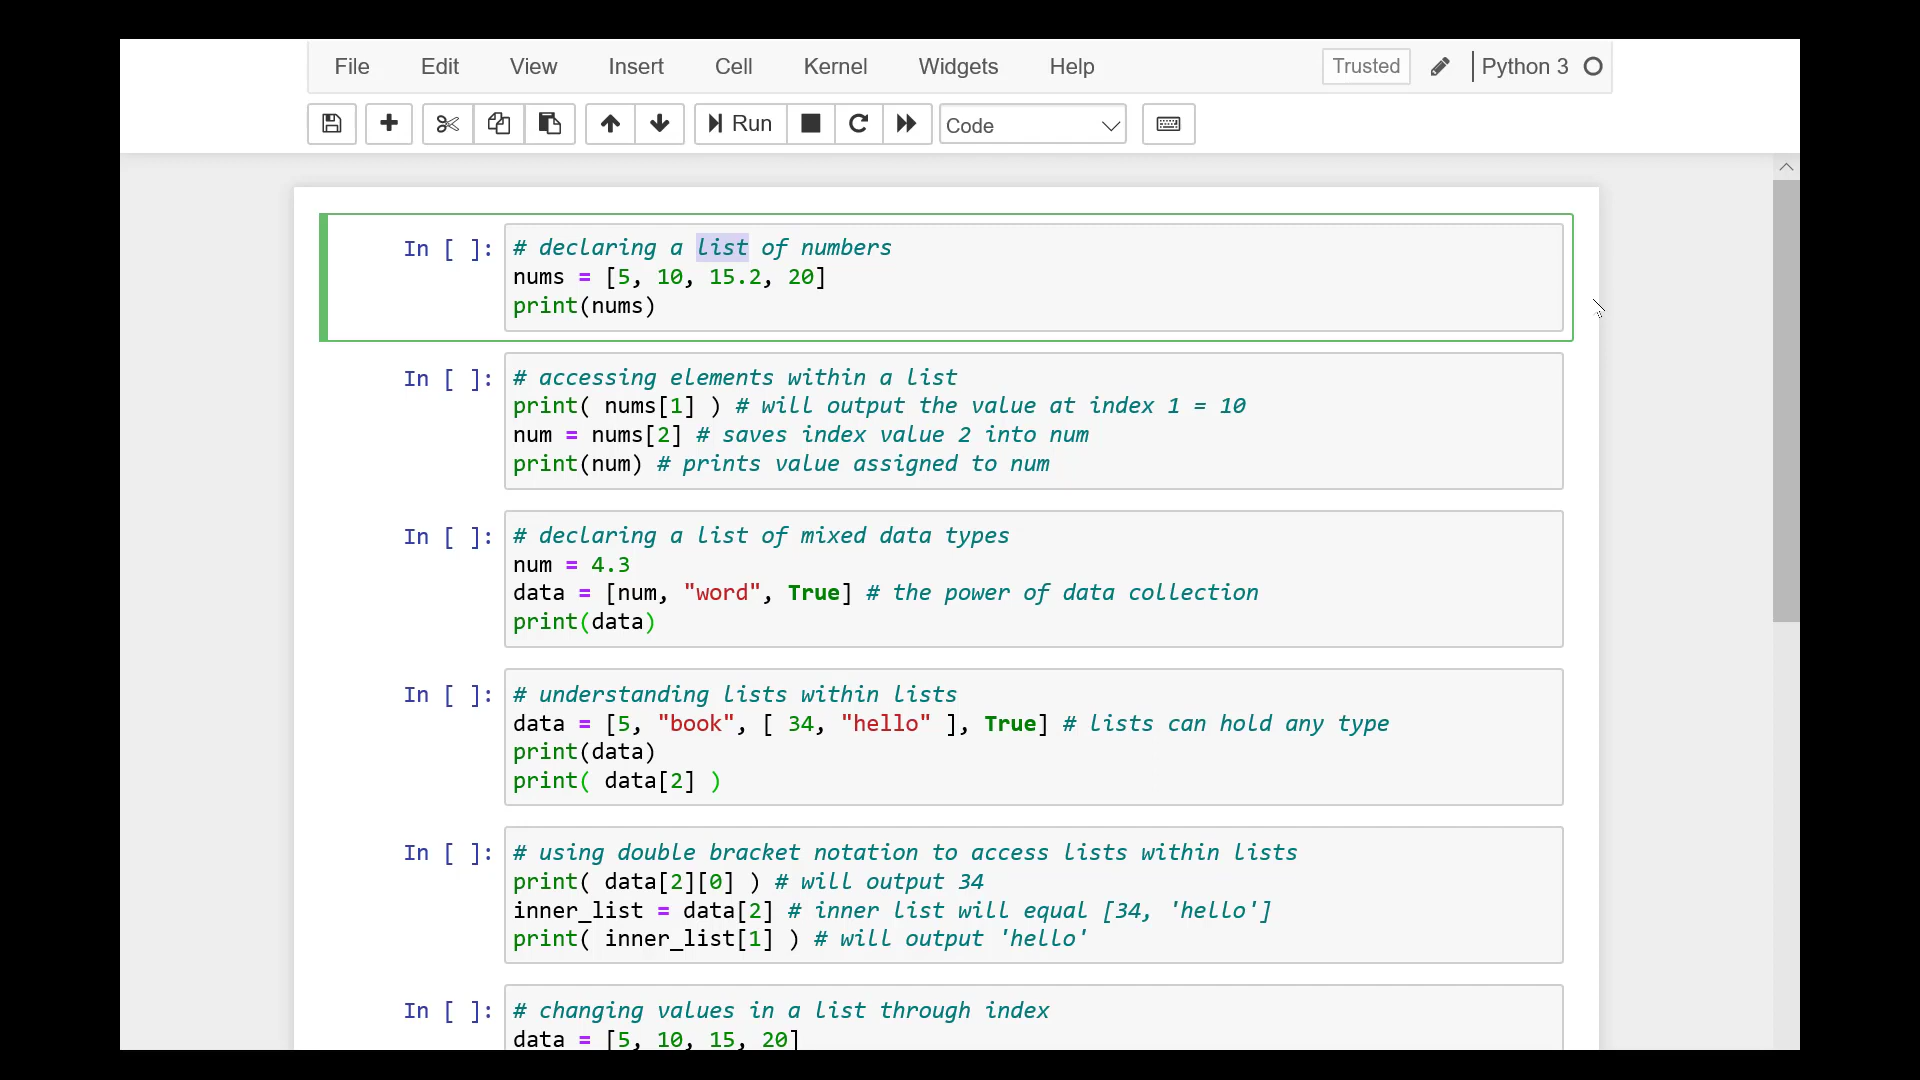 File Edit View Insert Cell Kernel Widgets Help Trusted Python 3
Run Code
In [ ]: # declaring a list of numbers
nums = [5, 10, 15.2, 20]
print(nums)
In [ ]: # accessing elements within a list
print( nums[1] ) # will output the value at index 1 = 10
num = nums[2] # saves index value 2 into num
print(num) # prints value assigned to num
In [ ]: # declaring a list of mixed data types
num = 4.3
data = [num, "word", True] # the power of data collection
print(data)
In [ ]: # understanding lists within lists
data = [5, "book", [ 34, "hello" ], True] # lists can hold any type
print(data)
print( data[2] )
In [ ]: # using double bracket notation to access lists within lists
print( data[2][0] ) # will output 34
inner_list = data[2] # inner list will equal [34, 'hello']
print( inner_list[1] ) # will output 'hello'
In [ ]: # changing values in a list through index
data = [5, 10, 15, 20]